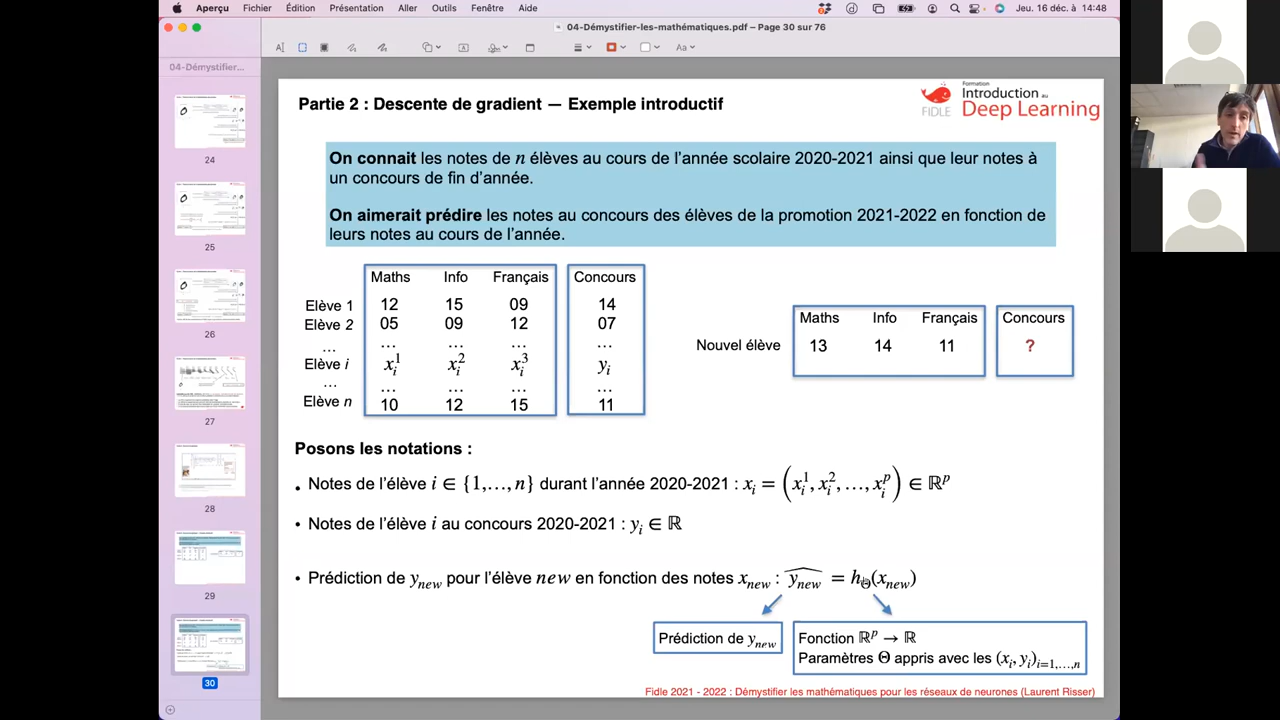 Aperçu Fichier Édition Présentation Aller Outils Fenêtre Aide Jeu. 16 déc. à 14:48
04-Démystifier-les-mathématiques.pdf – Page 30 sur 76
04-Démystifier...
24
25
26
27
28
29
30
Partie 2 : Descente de gradient — Exemple introductif
FIDLE
Formation
Introduction au
Deep Learning
On connait les notes de n élèves au cours de l'année scolaire 2020-2021 ainsi que leur notes à
un concours de fin d'année.
On aimait prédire les notes au concours des élèves de la promotion 2021-2022 en fonction de
leurs notes au cours de l'année.
Maths Info Français Concours
Elève 1 12 15 09 14
Elève 2 05 09 12 07
... ... ... ... ...
Elève i x_i^1 x_i^2 x_i^3 y_i
... ... ... ... ...
Elève n 10 12 15 11
Maths Info Français Concours
Nouvel élève 13 14 11 ?
Posons les notations :
• Notes de l'élève i ∈ {1,…,n} durant l'année 2020-2021 : x_i = (x_i^1, x_i^2, …, x_i^p) ∈ ℝ^p
• Notes de l'élève i au concours 2020-2021 : y_i ∈ ℝ
• Prédiction de y_new pour l'élève new en fonction des notes x_new : \widehat{y_new} = h_Θ(x_new)
Prédiction de y_new
Fonction ℝ^p → ℝ
Paramètres Θ appris avec les (x_i, y_i)_{i=1,…,n}
Fidle 2021 - 2022 : Démystifier les mathématiques pour les réseaux de neurones (Laurent Risser)